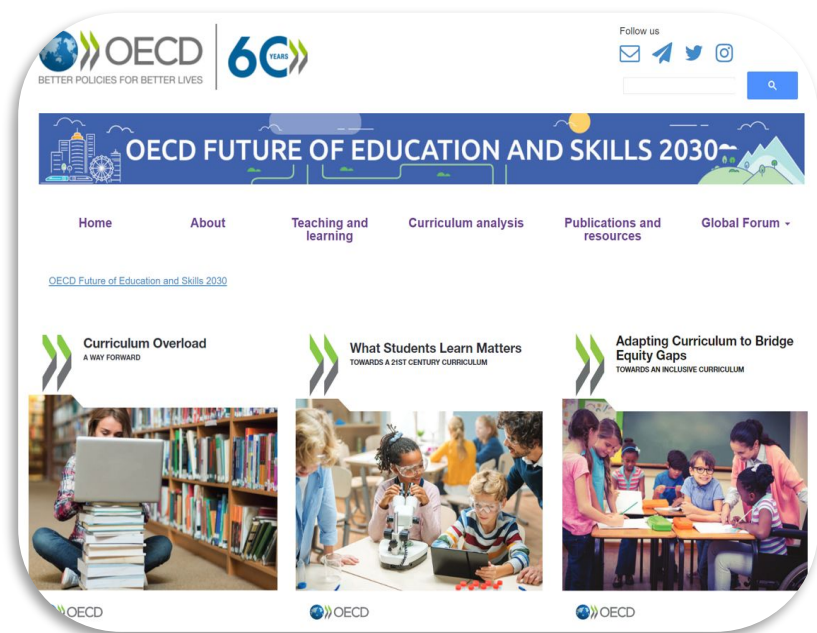 OECD
BETTER POLICIES FOR BETTER LIVES
60
YEARS
Follow us
OECD FUTURE OF EDUCATION AND SKILLS 2030
Home
About
Teaching and
learning
Curriculum analysis
Publications and
resources
Global Forum
OECD Future of Education and Skills 2030
Curriculum Overload
A WAY FORWARD
What Students Learn Matters
TOWARDS A 21ST CENTURY CURRICULUM
Adapting Curriculum to Bridge
Equity Gaps
TOWARDS AN INCLUSIVE CURRICULUM
OECD
OECD
OECD